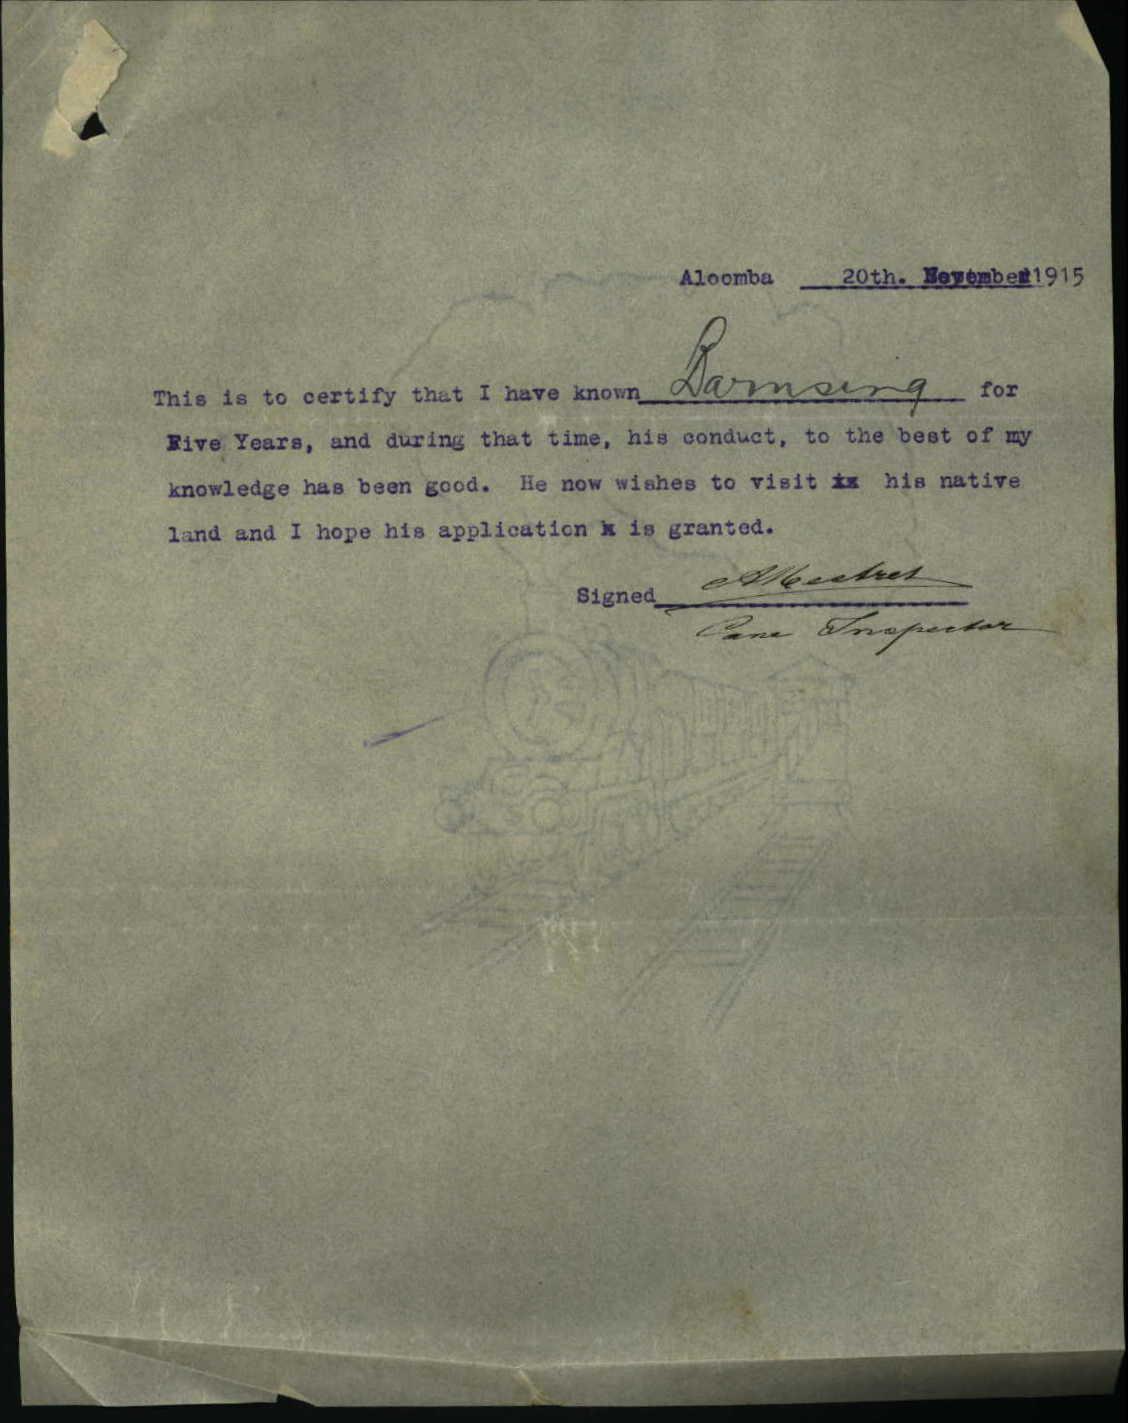 Aloomba 20th. 1915
This is to certify that I have known Darmsing for
Five Years, and during that time, his conduct, to the best of my
knowledge has been good. He now wishes to visit ix his native
land and I hope his application x is granted.
Signed
Cane Inspector